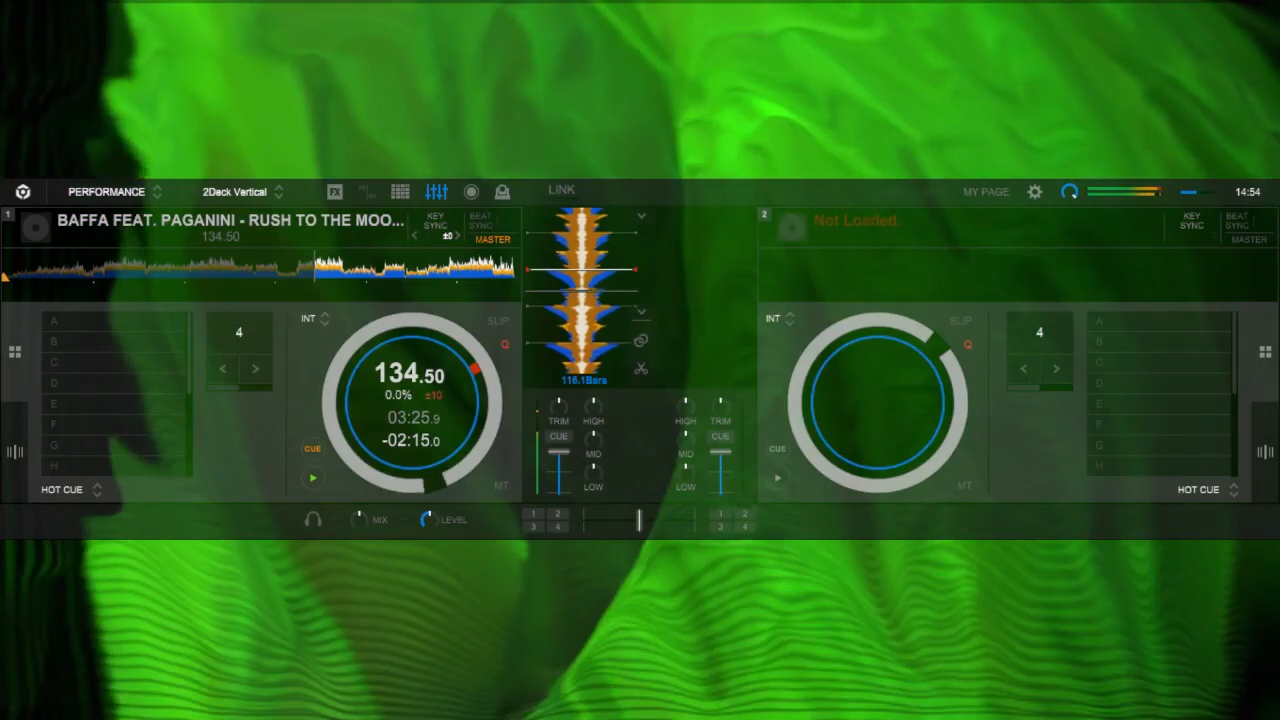 PERFORMANCE
2Deck Vertical
FX
LINK
MY PAGE
14:54
1
BAFFA FEAT. PAGANINI - RUSH TO THE MOO...
134.50
KEY SYNC
±0
BEAT SYNC
MASTER
2
Not Loaded.
KEY SYNC
BEAT SYNC
MASTER
A
B
C
D
E
F
G
H
HOT CUE
4
INT
SLIP
Q
134.50
0.0% ±10
03:25.9
-02:15.0
CUE
MT
116.1Bars
TRIM HIGH
CUE
MID
LOW
HIGH TRIM
CUE
MID
LOW
INT
SLIP
Q
CUE
MT
4
A
B
C
D
E
F
G
H
HOT CUE
MIX
LEVEL
1 2
3 4
1 2
3 4